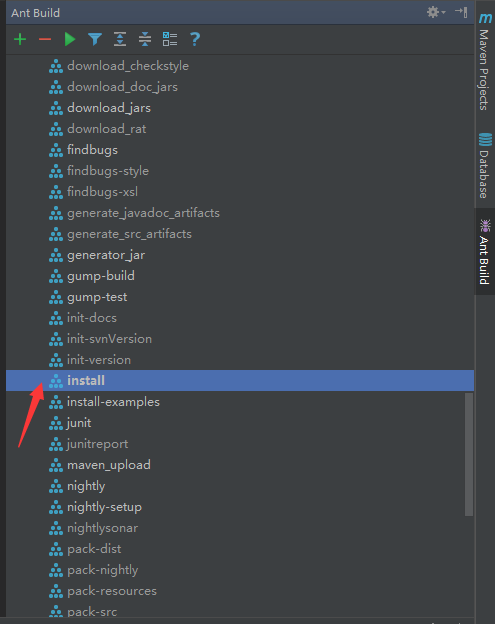 Ant Build
download_checkstyle
download_doc_jars
download_jars
download_rat
findbugs
findbugs-style
findbugs-xsl
generate_javadoc_artifacts
generate_src_artifacts
generator_jar
gump-build
gump-test
init-docs
init-svnVersion
init-version
install
install-examples
junit
junitreport
maven_upload
nightly
nightly-setup
nightlysonar
pack-dist
pack-nightly
pack-resources
pack-src
Maven Projects
Database
Ant Build